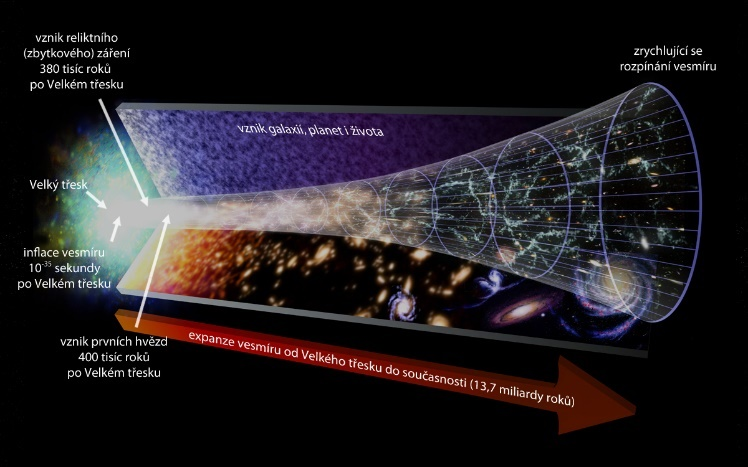 vznik reliktního
(zbytkového) záření
380 tisíc roků
po Velkém třesku
zrychlující se
rozpínání vesmíru
vznik galaxií, planet i života
Velký třesk
inflace vesmíru
10⁻³⁵ sekundy
po Velkém třesku
vznik prvních hvězd
400 tisíc roků
po Velkém třesku
expanze vesmíru od Velkého třesku do současnosti (13,7 miliardy roků)